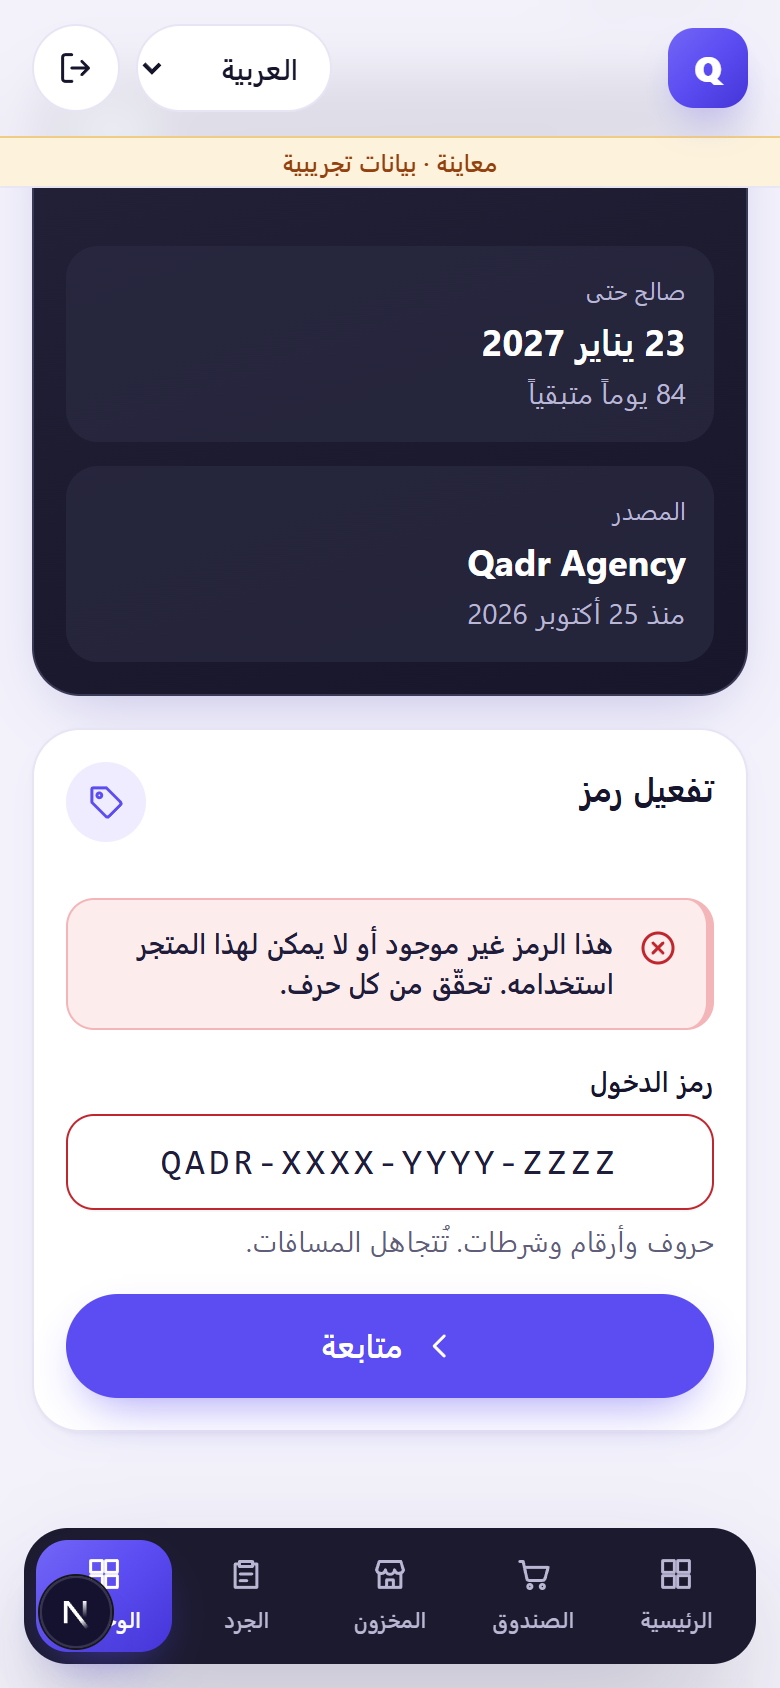 Q
العربية
معاينة · بيانات تجريبية
صالح حتى
23 يناير 2027
84 يوماً متبقياً
المصدر
Qadr Agency
منذ 25 أكتوبر 2026
تفعيل رمز
هذا الرمز غير موجود أو لا يمكن لهذا المتجر
استخدامه. تحقّق من كل حرف.
رمز الدخول
QADR-XXXX-YYYY-ZZZZ
حروف وأرقام وشرطات. تُتجاهل المسافات.
متابعة
الرئيسية
الصندوق
المخزون
الجرد
N